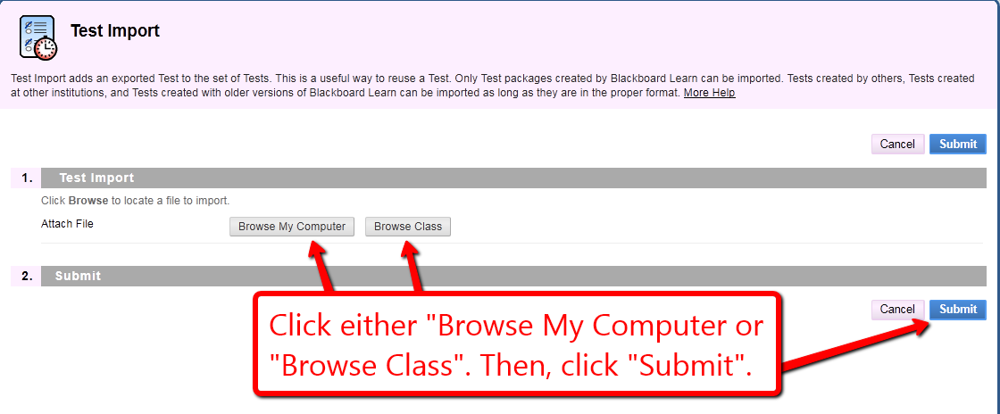 Test Import
Test Import adds an exported Test to the set of Tests. This is a useful way to reuse a Test. Only Test packages created by Blackboard Learn can be imported. Tests created by others, Tests created
at other institutions, and Tests created with older versions of Blackboard Learn can be imported as long as they are in the proper format. More Help
Cancel Submit
1. Test Import
Click Browse to locate a file to import.
Attach File Browse My Computer Browse Class
2. Submit
Cancel Submit
Click either "Browse My Computer or
"Browse Class". Then, click "Submit".